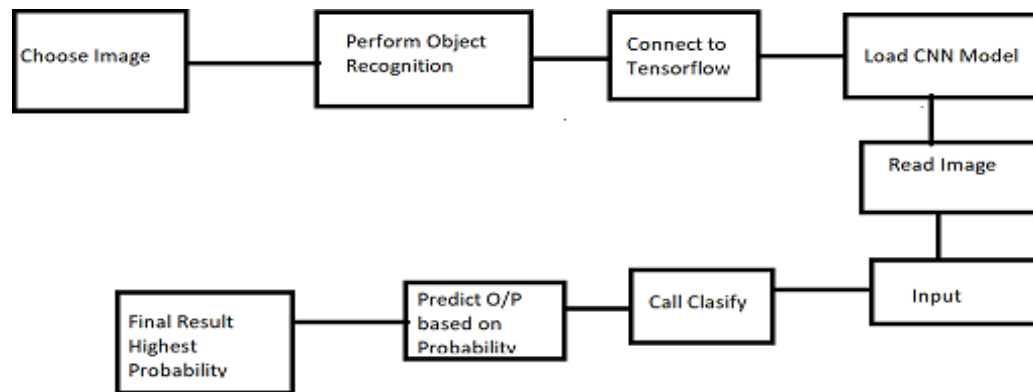 Choose Image
Perform Object
Recognition
Connect to
Tensorflow
Load CNN Model
Read Image
Input
Call Clasify
Predict O/P
based on
Probability
Final Result
Highest
Probability